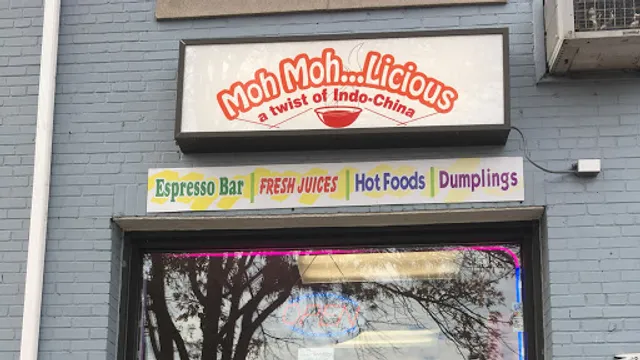 Moh Moh...Licious
a twist of Indo-China
Espresso Bar | FRESH JUICES | Hot Foods | Dumplings